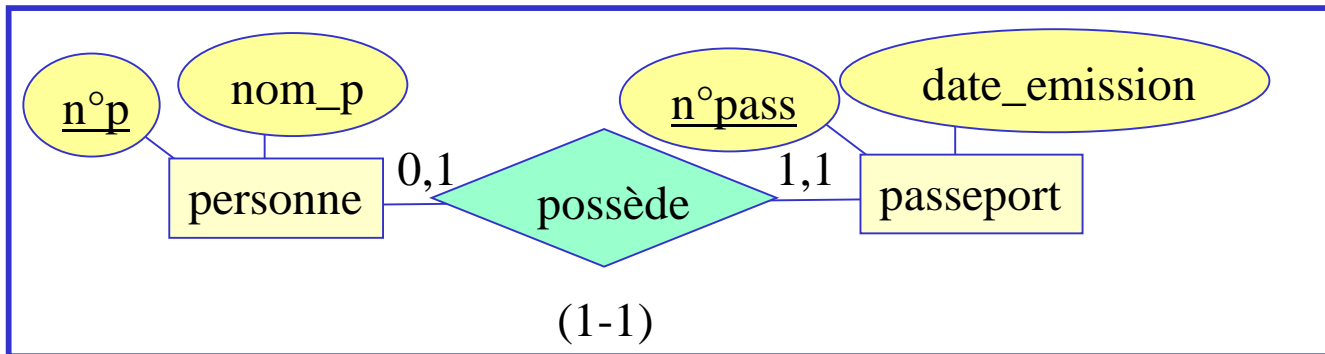 n°p
nom_p
n°pass
date_emission
personne
0,1
possède
1,1
passeport
(1-1)